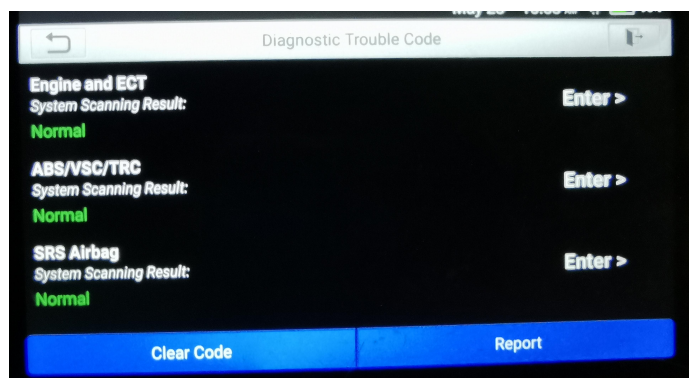 Diagnostic Trouble Code
Engine and ECT
System Scanning Result:
Enter >
Normal
ABS/VSC/TRC
System Scanning Result:
Enter >
Normal
SRS Airbag
System Scanning Result:
Enter >
Normal
Clear Code
Report